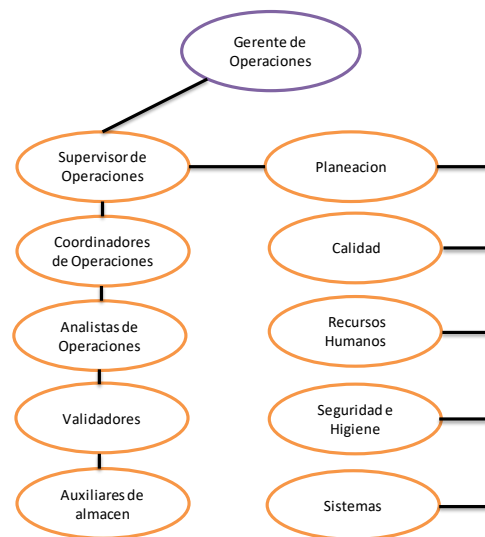 Gerente de
Operaciones
Supervisor de
Operaciones
Planeacion
Coordinadores
de Operaciones
Calidad
Analistas de
Operaciones
Recursos
Humanos
Validadores
Seguridad e
Higiene
Auxiliares de
almacen
Sistemas